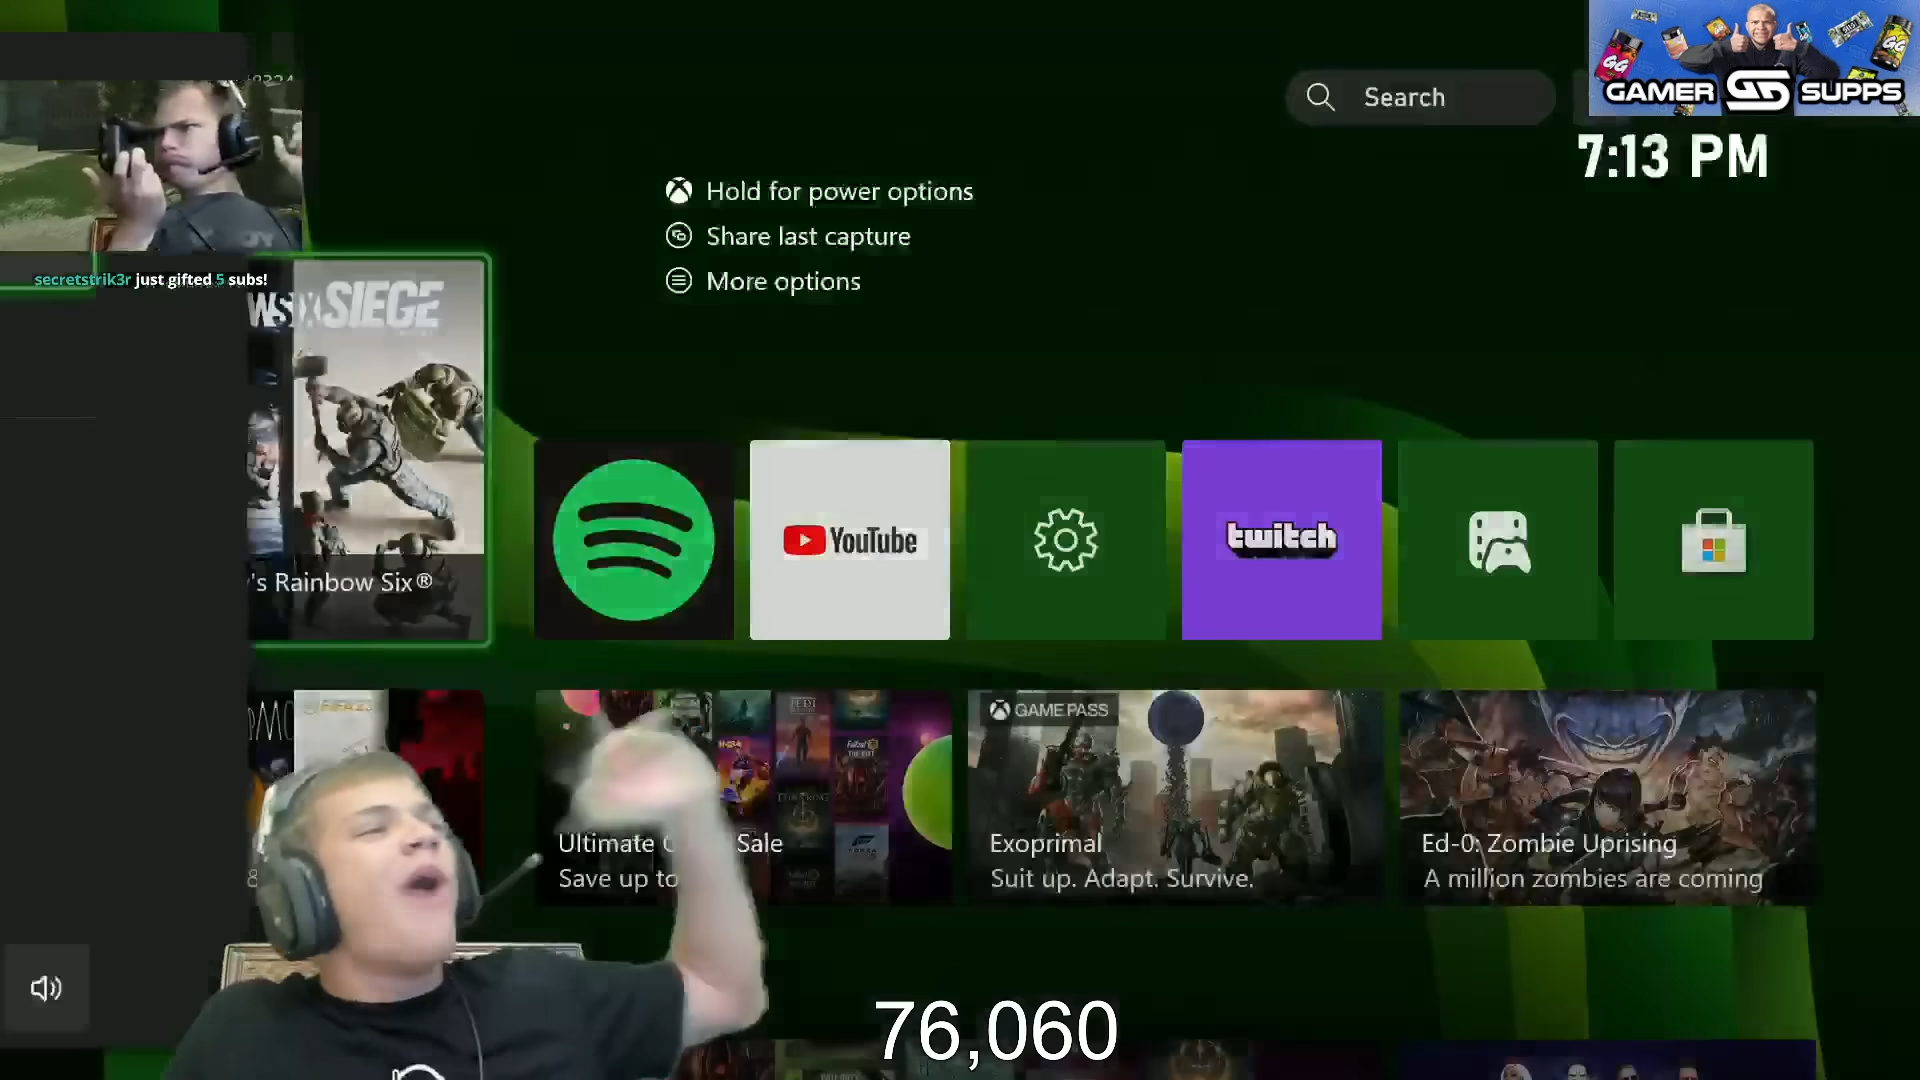 GAMER GG SUPPS
Search
7:13 PM
Hold for power options
Share last capture
More options
secretstrik3r just gifted 5 subs!
SIEGE
's Rainbow Six®
YouTube
twitch
GAME PASS
JEDI
Ultimate
Sale
Save up to
Exoprimal
Suit up. Adapt. Survive.
Ed-0: Zombie Uprising
A million zombies are coming
76,060